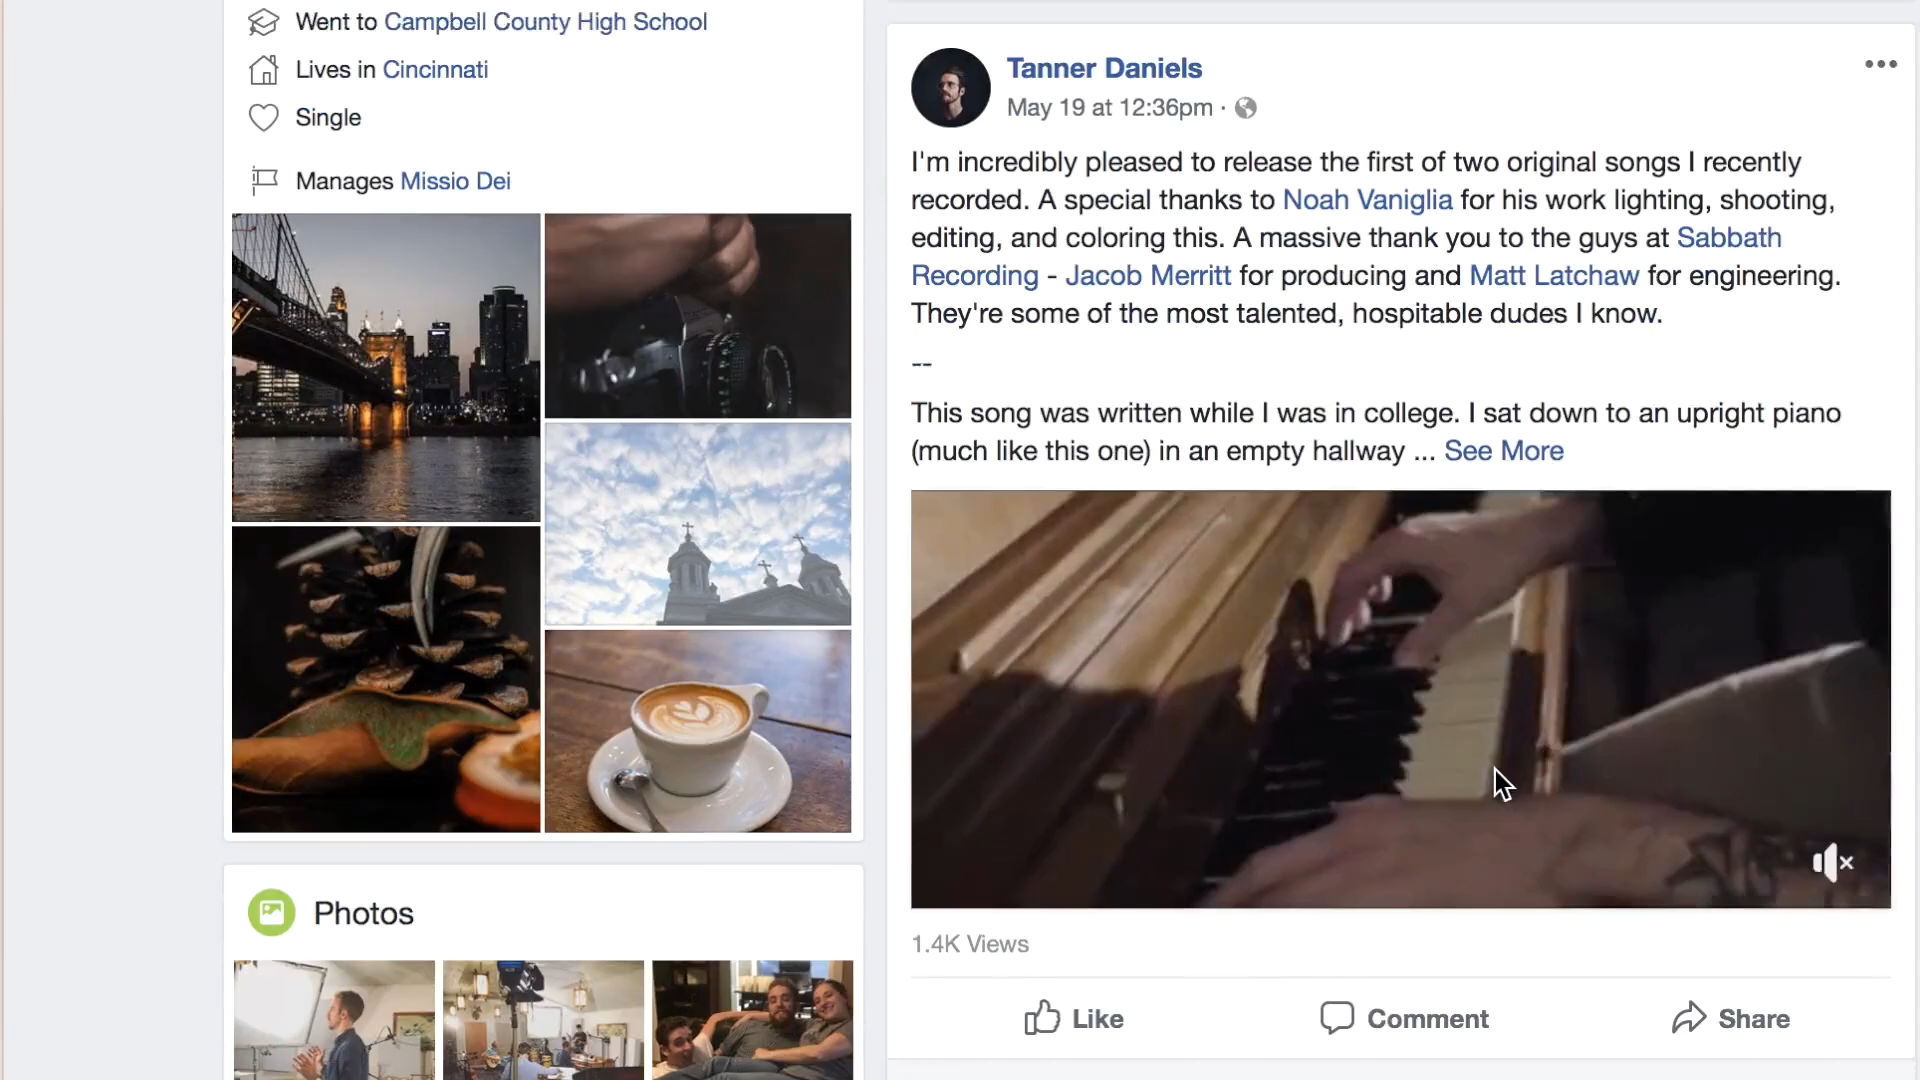 Went to Campbell County High School
Lives in Cincinnati
Single
Manages Missio Dei
Photos
Tanner Daniels
May 19 at 12:36pm ·
I'm incredibly pleased to release the first of two original songs I recently
recorded. A special thanks to Noah Vaniglia for his work lighting, shooting,
editing, and coloring this. A massive thank you to the guys at Sabbath
Recording - Jacob Merritt for producing and Matt Latchaw for engineering.
They're some of the most talented, hospitable dudes I know.
--
This song was written while I was in college. I sat down to an upright piano
(much like this one) in an empty hallway ... See More
1.4K Views
Like
Comment
Share